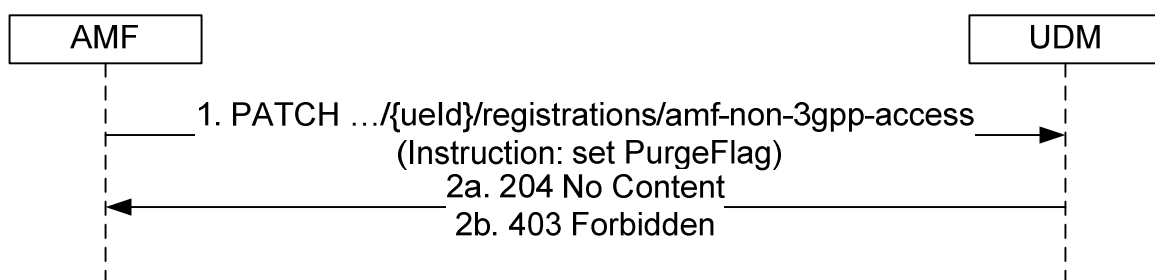 AMF
UDM
1. PATCH …/{ueId}/registrations/amf-non-3gpp-access
(Instruction: set PurgeFlag)
2a. 204 No Content
2b. 403 Forbidden